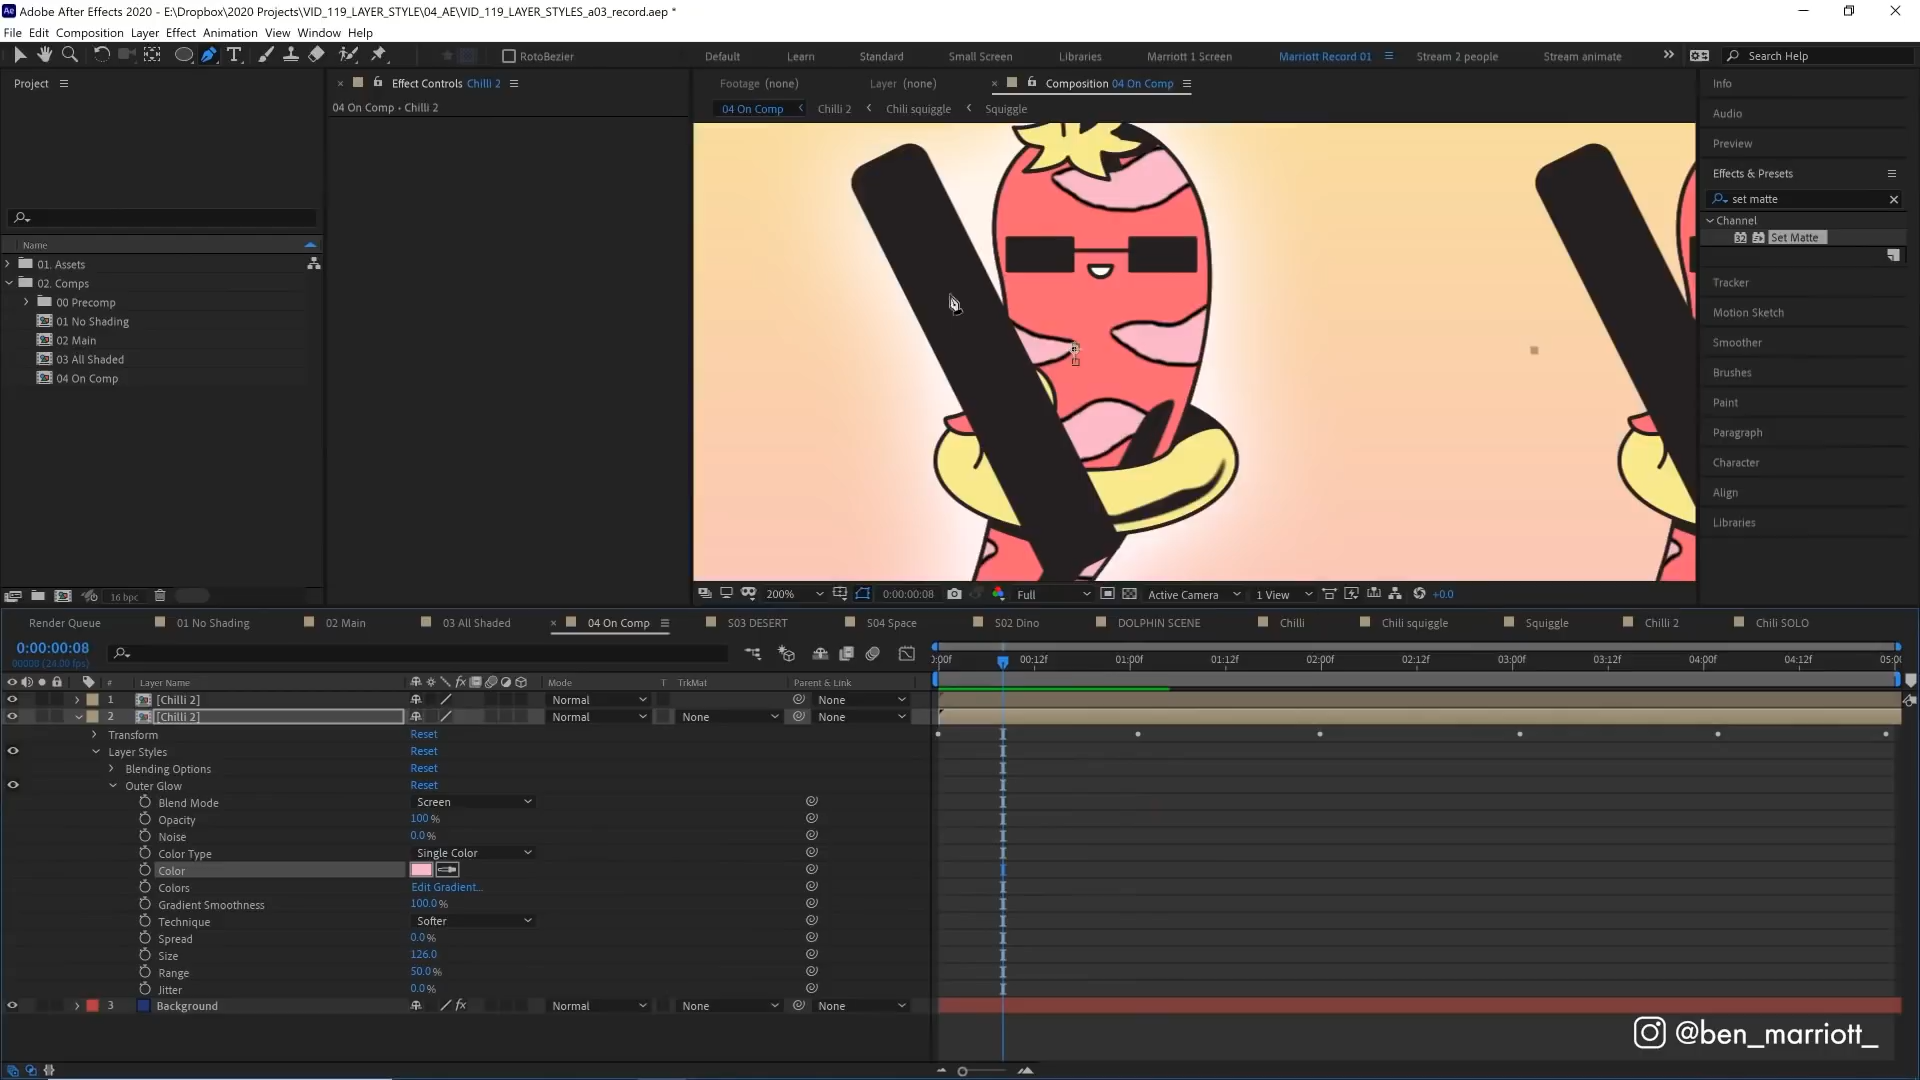 Adobe After Effects 2020 - E:\Dropbox\2020 Projects\VID_119_LAYER_STYLE\04_AE\VID_119_LAYER_STYLES_a03_record.aep *
File Edit Composition Layer Effect Animation View Window Help
RotoBezier Default Learn Standard Small Screen Libraries Marriott 1 Screen Marriott Record 01 Stream 2 people Stream animate Search Help
Project Effect Controls Chilli 2 Footage (none) Layer (none) Composition 04 On Comp Info
04 On Comp • Chilli 2 04 On Comp Chilli 2 Chili squiggle Squiggle
Audio
Preview
Effects & Presets
set matte
Channel
32 Set Matte
Name
01. Assets
02. Comps
00 Precomp
01 No Shading
02 Main
03 All Shaded
04 On Comp
Tracker
Motion Sketch
Smoother
Brushes
Paint
Paragraph
Character
Align
Libraries
16 bpc 200% 0:00:00:08 Full Active Camera 1 View +0.0
Render Queue 01 No Shading 02 Main 03 All Shaded 04 On Comp S03 DESERT S04 Space S02 Dino DOLPHIN SCENE Chilli Chili squiggle Squiggle Chilli 2 Chili SOLO
0:00:00:08
00008 (24.00 fps)
0:00f 00:12f 01:00f 01:12f 02:00f 02:12f 03:00f 03:12f 04:00f 04:12f 05:0
# Layer Name fx Mode T TrkMat Parent & Link
1 [Chilli 2] Normal None
2 [Chilli 2] Normal None None
Transform Reset
Layer Styles Reset
Blending Options Reset
Outer Glow Reset
Blend Mode Screen
Opacity 100%
Noise 0.0%
Color Type Single Color
Color
Colors Edit Gradient...
Gradient Smoothness 100.0%
Technique Softer
Spread 0.0%
Size 126.0
Range 50.0%
Jitter 0.0%
3 Background fx Normal None None
@ben_marriott_